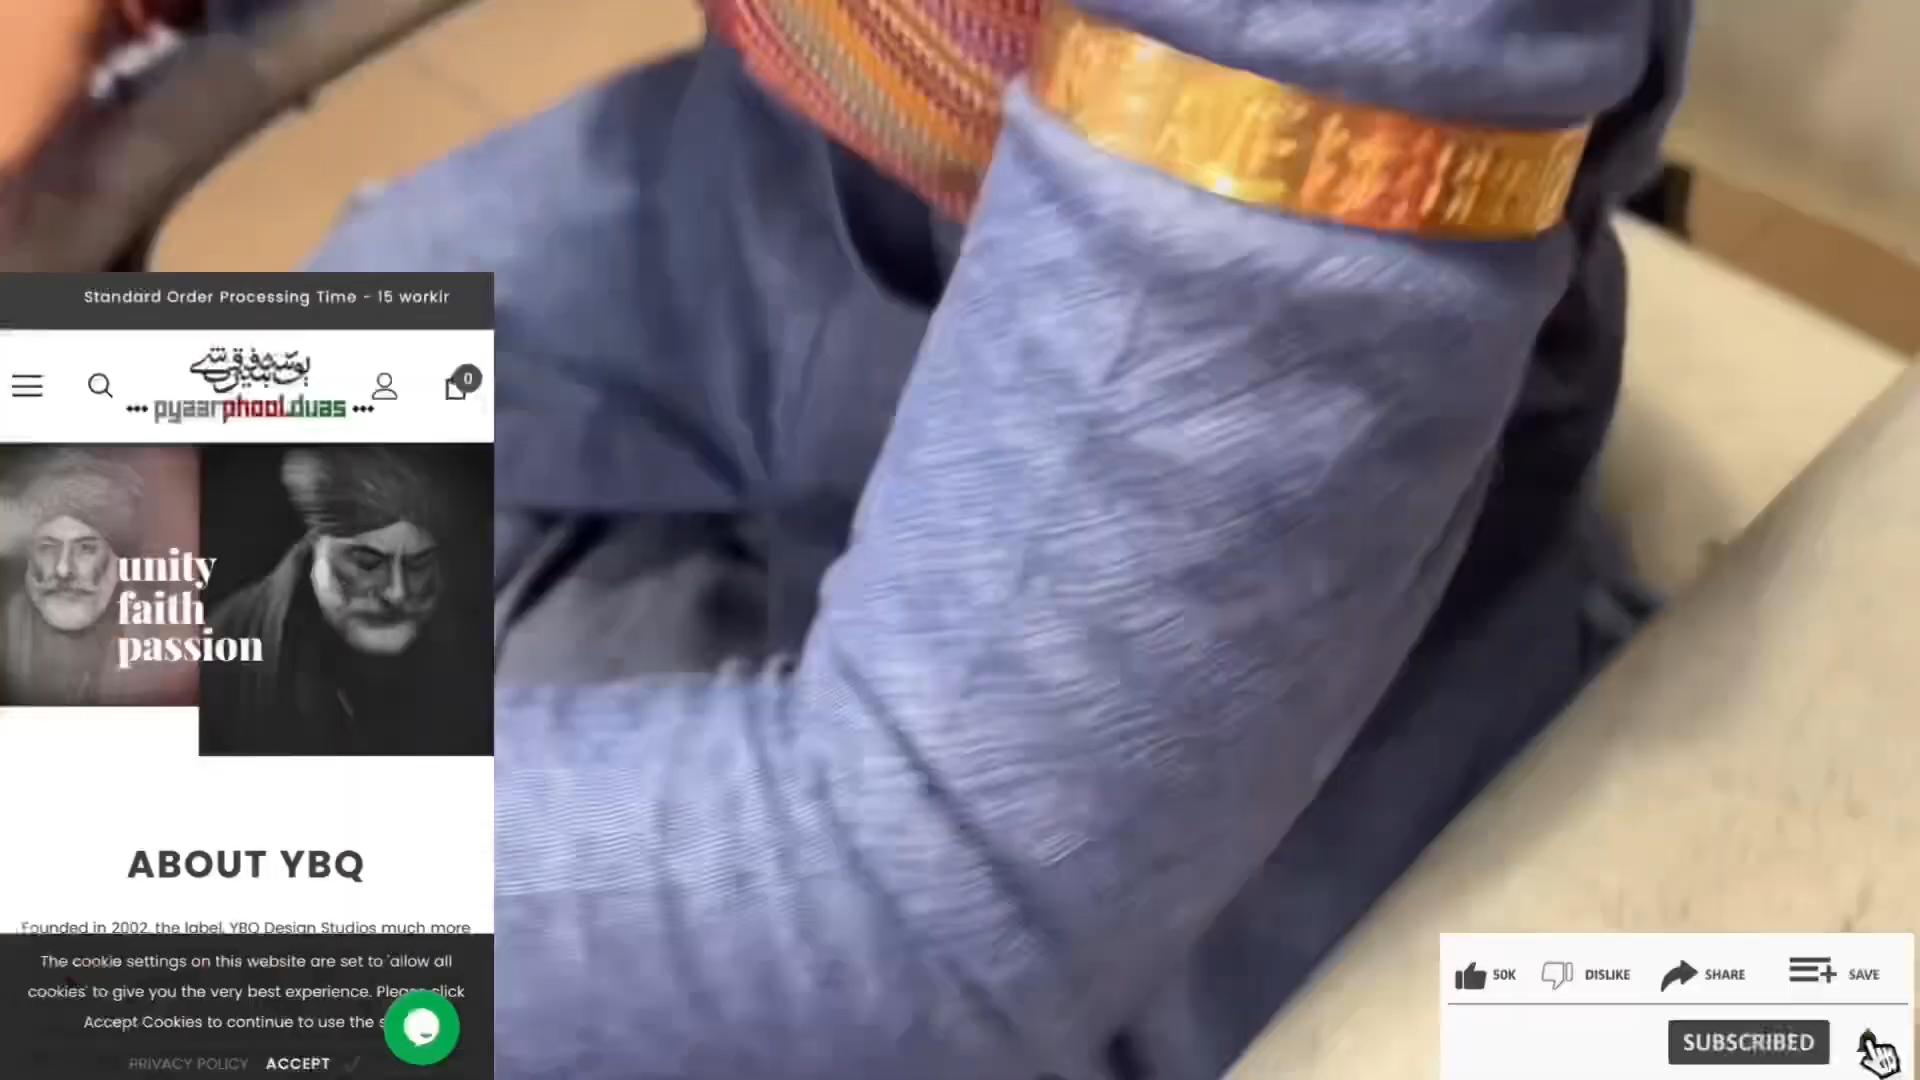 Standard Order Processing Time - 15 workir
0
pyaarphool.duas
unity
faith
passion
ABOUT YBQ
Founded in 2002, the label, YBQ Design Studios much more
The cookie settings on this website are set to 'allow all
cookies' to give you the very best experience. Please click
Accept Cookies to continue to use the s
PRIVACY POLICY ACCEPT
50K DISLIKE SHARE SAVE
SUBSCRIBED